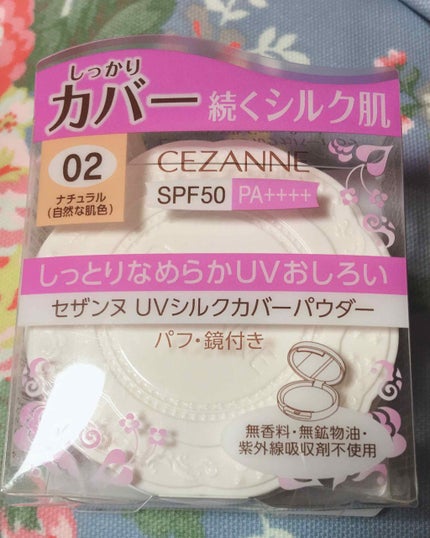 しっかり
カバー 続くシルク肌
02
ナチュラル
(自然な肌色)
CEZANNE
SPF50 PA++++
しっとりなめらかUVおしろい
セザンヌ UVシルクカバーパウダー
パフ・鏡付き
無香料・無鉱物油・
紫外線吸収剤不使用